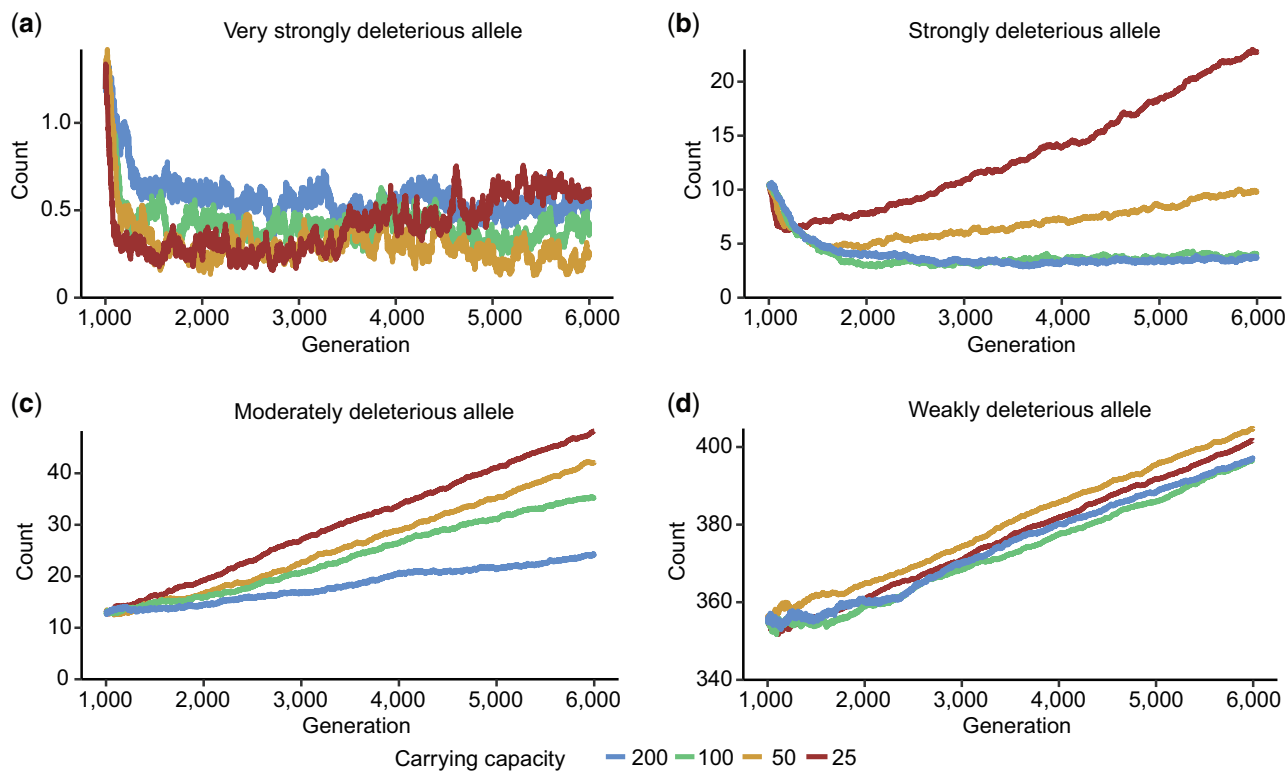 (a) Very strongly deleterious allele
Count
1.0
0.5
0
1,000 2,000 3,000 4,000 5,000 6,000
Generation
(b) Strongly deleterious allele
Count
20
15
10
5
0
1,000 2,000 3,000 4,000 5,000 6,000
Generation
(c) Moderately deleterious allele
Count
40
30
20
10
0
1,000 2,000 3,000 4,000 5,000 6,000
Generation
(d) Weakly deleterious allele
Count
400
380
360
340
1,000 2,000 3,000 4,000 5,000 6,000
Generation
Carrying capacity 200 100 50 25